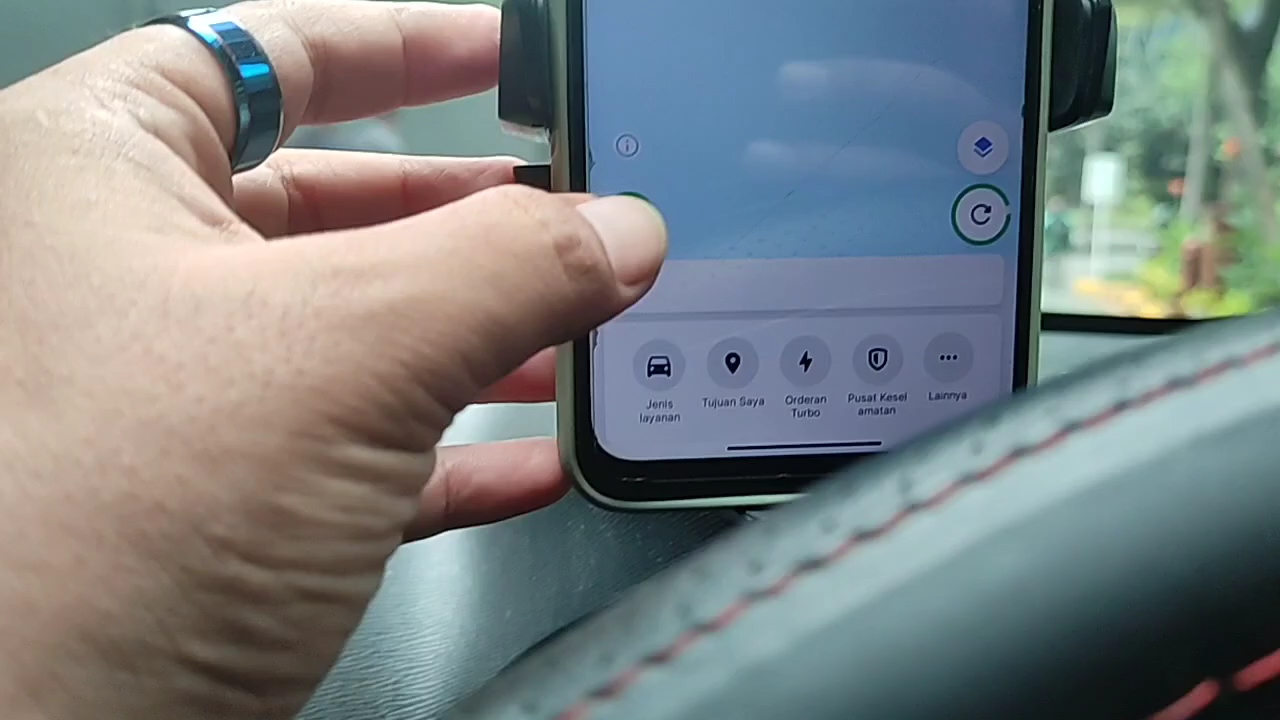 Jenis
layanan
Tujuan Saya
Orderan
Turbo
Pusat Kesel
amatan
Lainnya